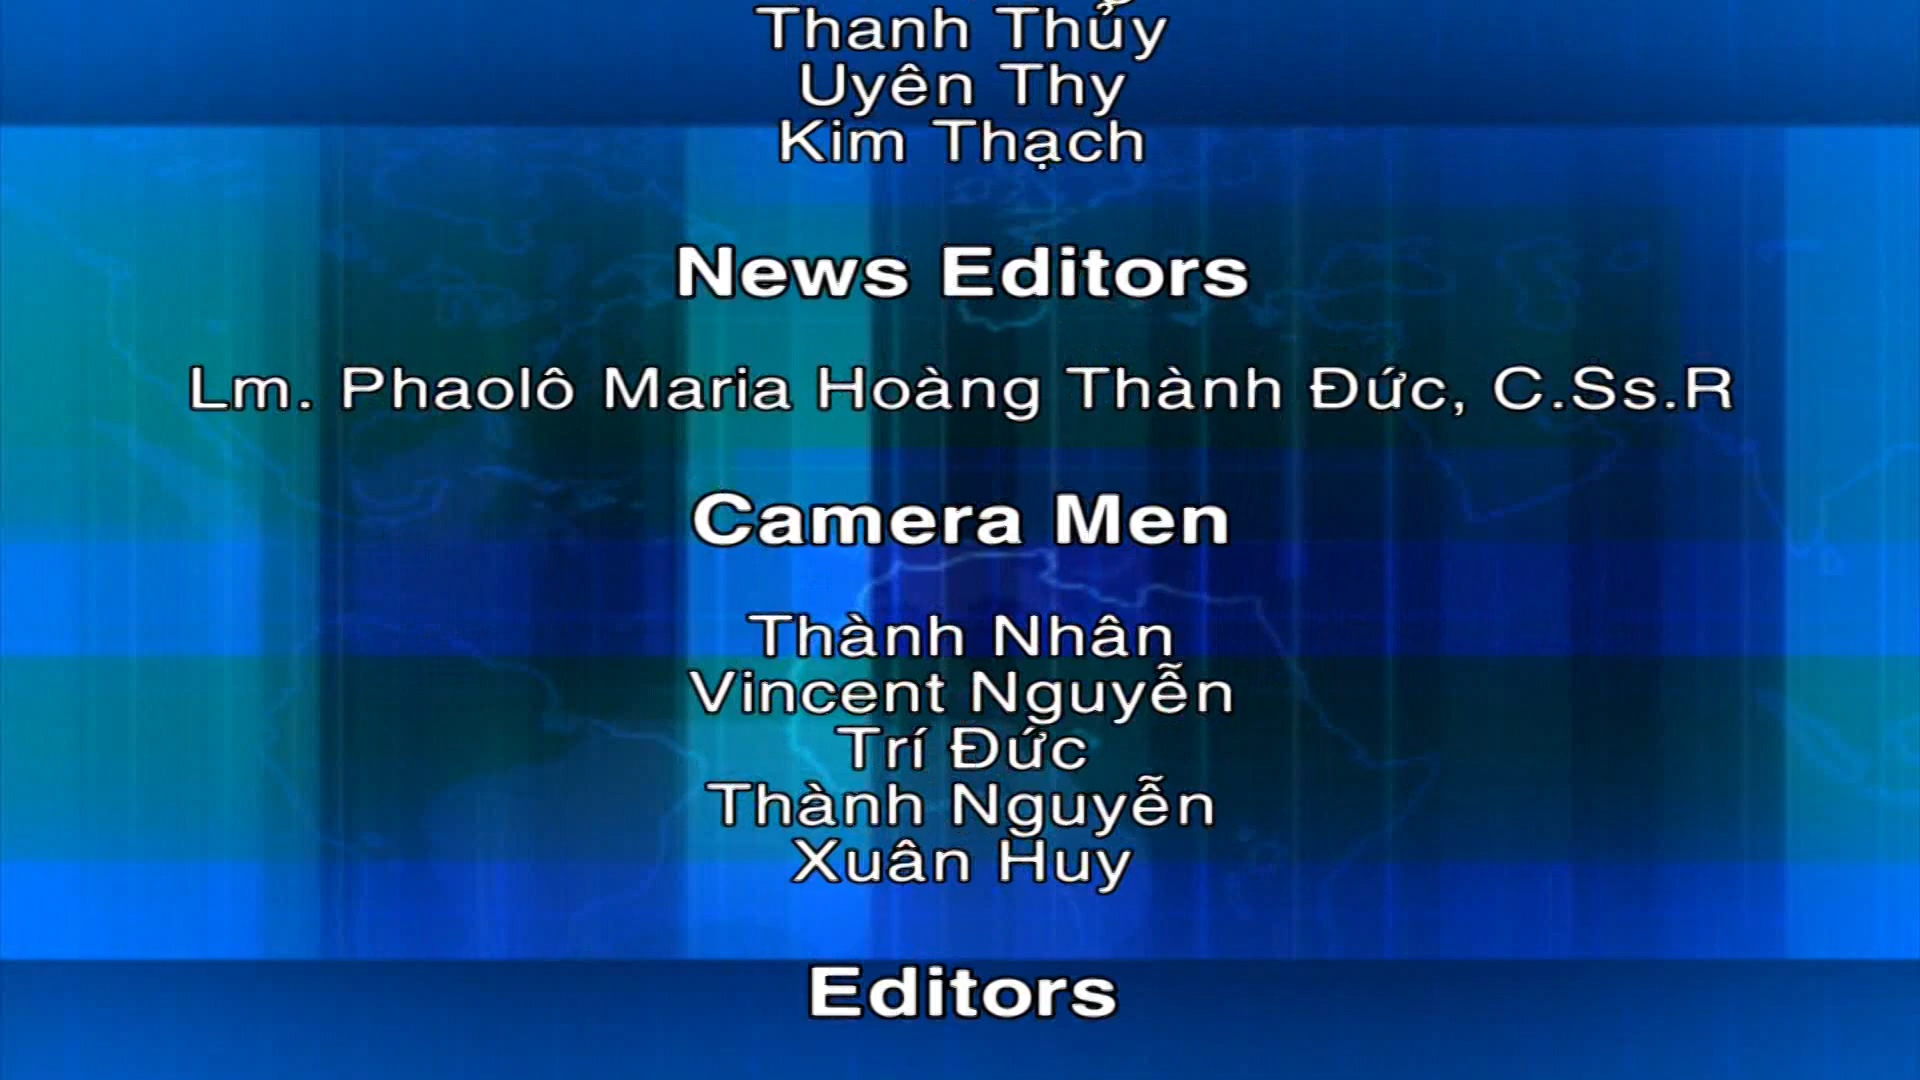 Thanh Thủy
Uyên Thy
Kim Thạch
News Editors
Lm. Phaolô Maria Hoàng Thành Đức, C.Ss.R
Camera Men
Thành Nhân
Vincent Nguyễn
Trí Đức
Thành Nguyễn
Xuân Huy
Editors